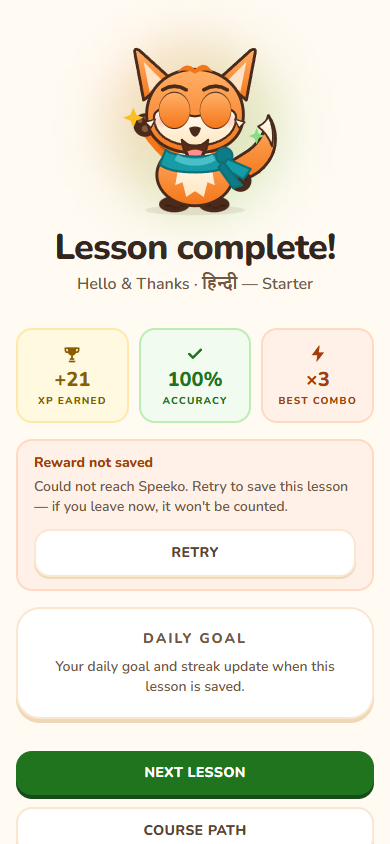 Lesson complete!
Hello & Thanks · हिन्दी — Starter
+21
XP EARNED
100%
ACCURACY
×3
BEST COMBO
Reward not saved
Could not reach Speeko. Retry to save this lesson
— if you leave now, it won't be counted.
RETRY
DAILY GOAL
Your daily goal and streak update when this
lesson is saved.
NEXT LESSON
COURSE PATH